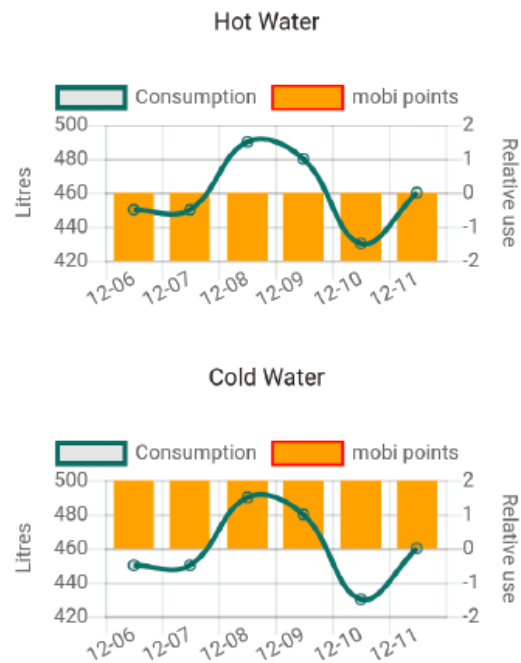 Hot Water
Consumption mobi points
500 2
480 1
460 0
440 -1
420 -2
Litres
Relative use
12-06 12-07 12-08 12-09 12-10 12-11
Cold Water
Consumption mobi points
500 2
480 1
460 0
440 -1
420 -2
Litres
Relative use
12-06 12-07 12-08 12-09 12-10 12-11